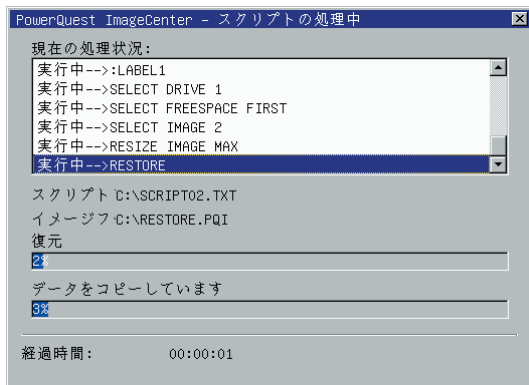 PowerQuest ImageCenter - スクリプトの処理中
現在の処理状況:
実行中-->:LABEL1
実行中-->SELECT DRIVE 1
実行中-->SELECT FREESPACE FIRST
実行中-->SELECT IMAGE 2
実行中-->RESIZE IMAGE MAX
実行中-->RESTORE
スクリプト C:\SCRIPT02.TXT
イメージフ C:\RESTORE.PQI
復元
2%
データをコピーしています
3%
経過時間: 00:00:01